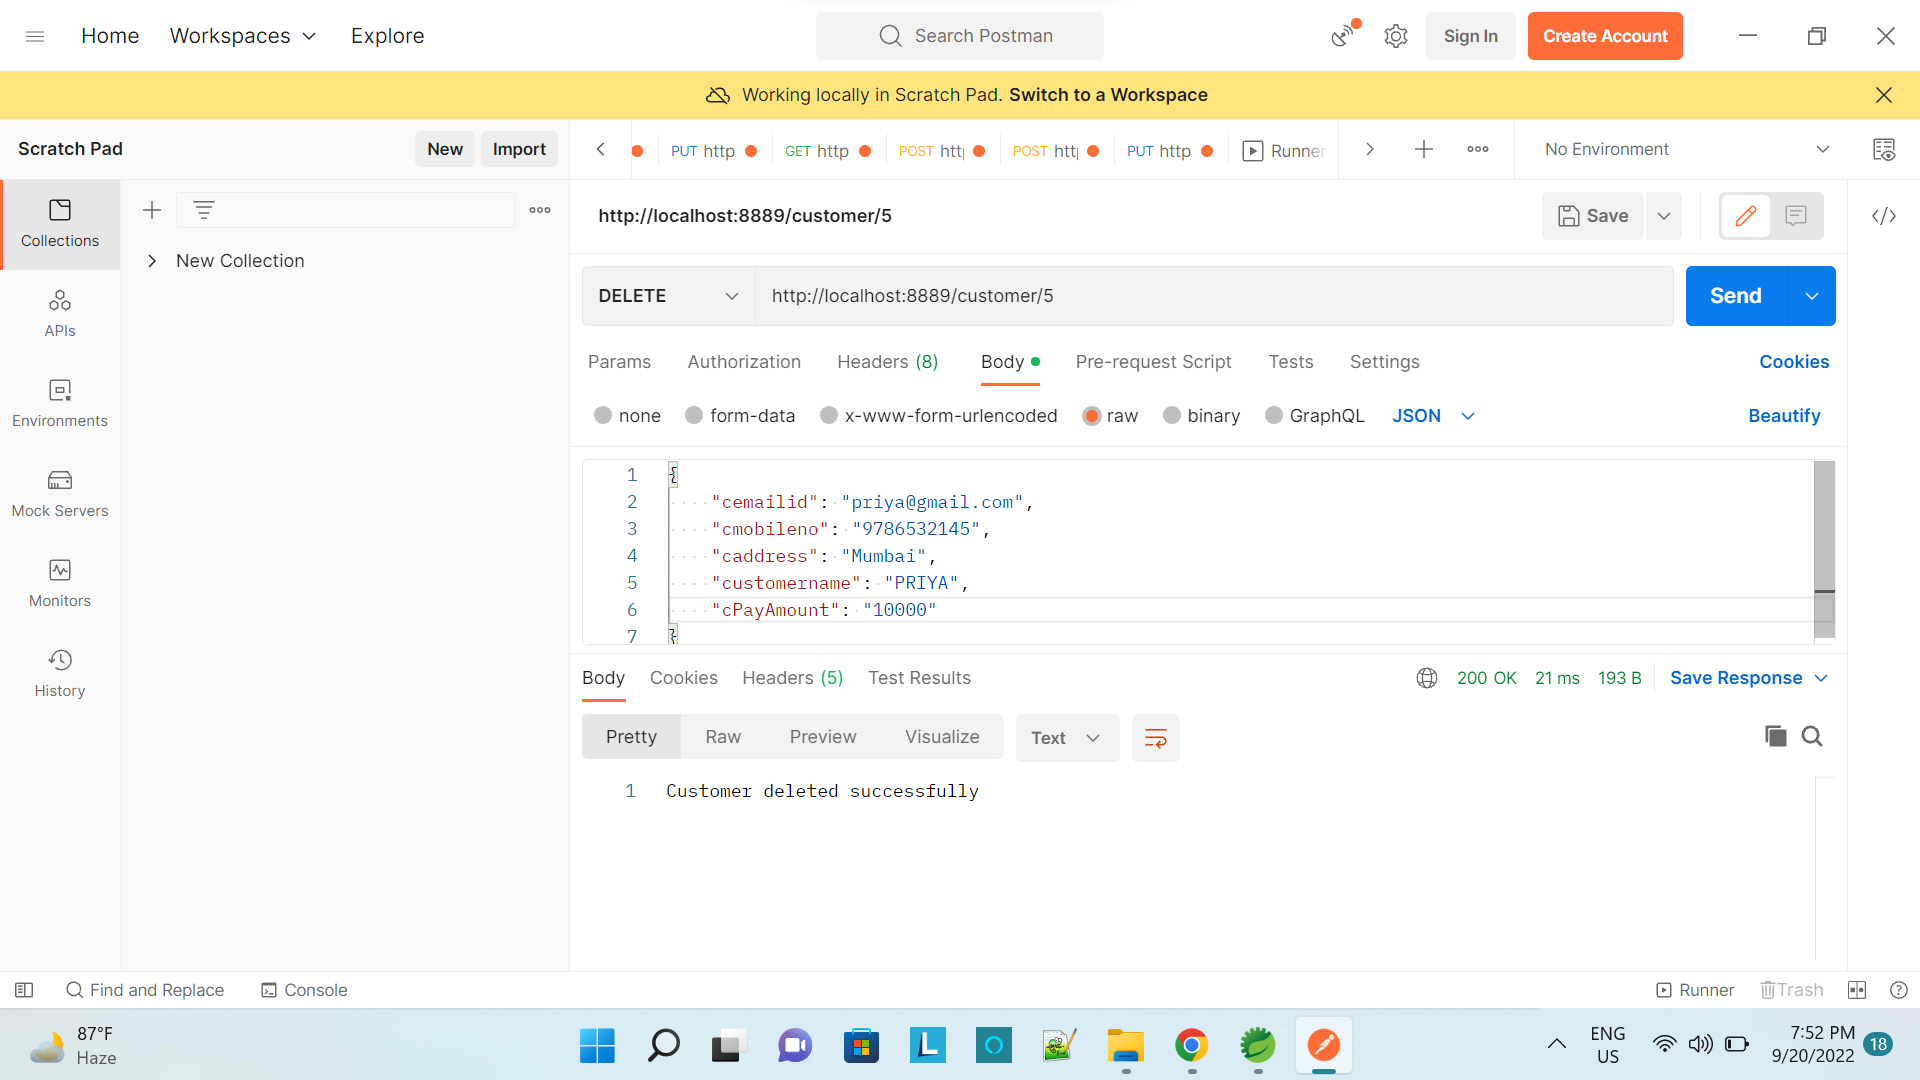 Home Workspaces Explore
Search Postman
Sign In Create Account
Working locally in Scratch Pad. Switch to a Workspace
Scratch Pad New Import
PUT http GET http POST htt POST htt PUT http Runner
No Environment
Collections
APIs
Environments
Mock Servers
Monitors
History
New Collection
http://localhost:8889/customer/5 Save
DELETE http://localhost:8889/customer/5 Send
Params Authorization Headers (8) Body Pre-request Script Tests Settings Cookies
none form-data x-www-form-urlencoded raw binary GraphQL JSON Beautify
1 {
2 "cemailid": "priya@gmail.com",
3 "cmobileno": "9786532145",
4 "caddress": "Mumbai",
5 "customername": "PRIYA",
6 "cPayAmount": "10000"
7 }
Body Cookies Headers (5) Test Results 200 OK 21 ms 193 B Save Response
Pretty Raw Preview Visualize Text
1 Customer deleted successfully
Find and Replace Console Runner Trash
87°F
Haze
L
ENG
US
7:52 PM
9/20/2022
18